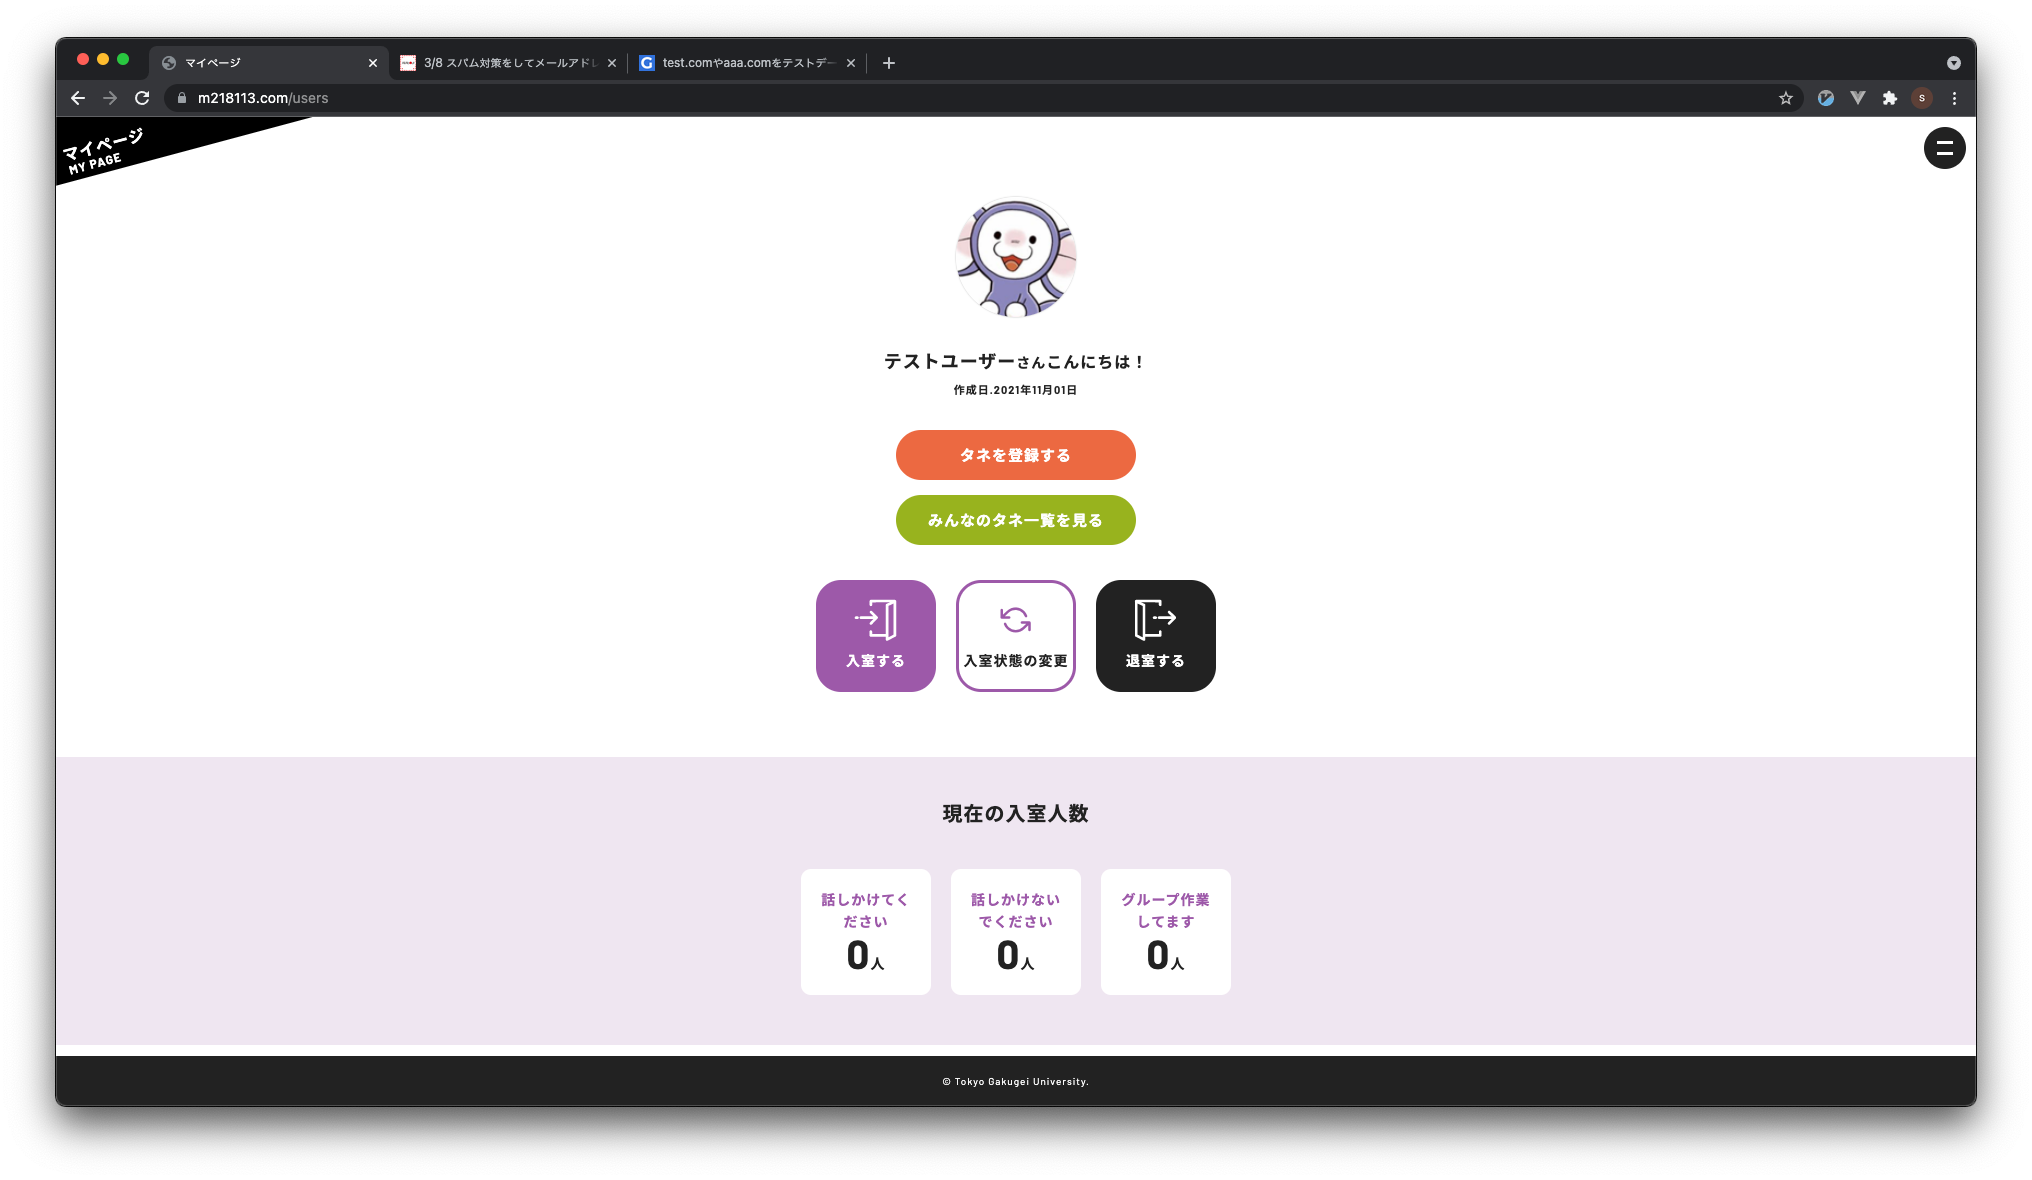 マイページ
3/8 スパム対策をしてメールアドレ
test.comやaaa.comをテストデー
m218113.com/users
S
マイページ
MY PAGE
テストユーザーさんこんにちは！
作成日.2021年11月01日
タネを登録する
みんなのタネ一覧を見る
入室する
入室状態の変更
退室する
現在の入室人数
話しかけてく
ださい
0人
話しかけない
でください
0人
グループ作業
してます
0人
© Tokyo Gakugei University.